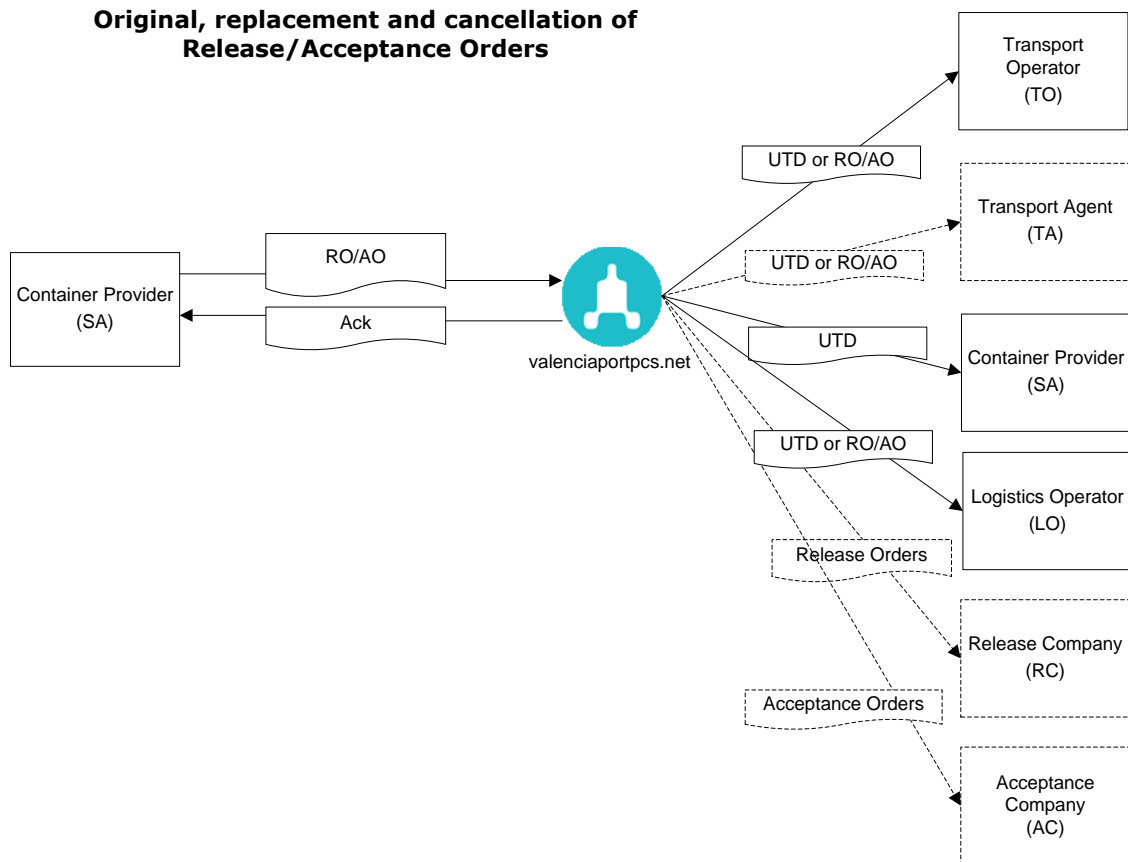 Original, replacement and cancellation of
Release/Acceptance Orders
Transport
Operator
(TO)
UTD or RO/AO
Transport Agent
(TA)
UTD or RO/AO
RO/AO
Container Provider
(SA)
Ack
valenciaportpcs.net
UTD
Container Provider
(SA)
UTD or RO/AO
Logistics Operator
(LO)
Release Orders
Release Company
(RC)
Acceptance Orders
Acceptance
Company
(AC)